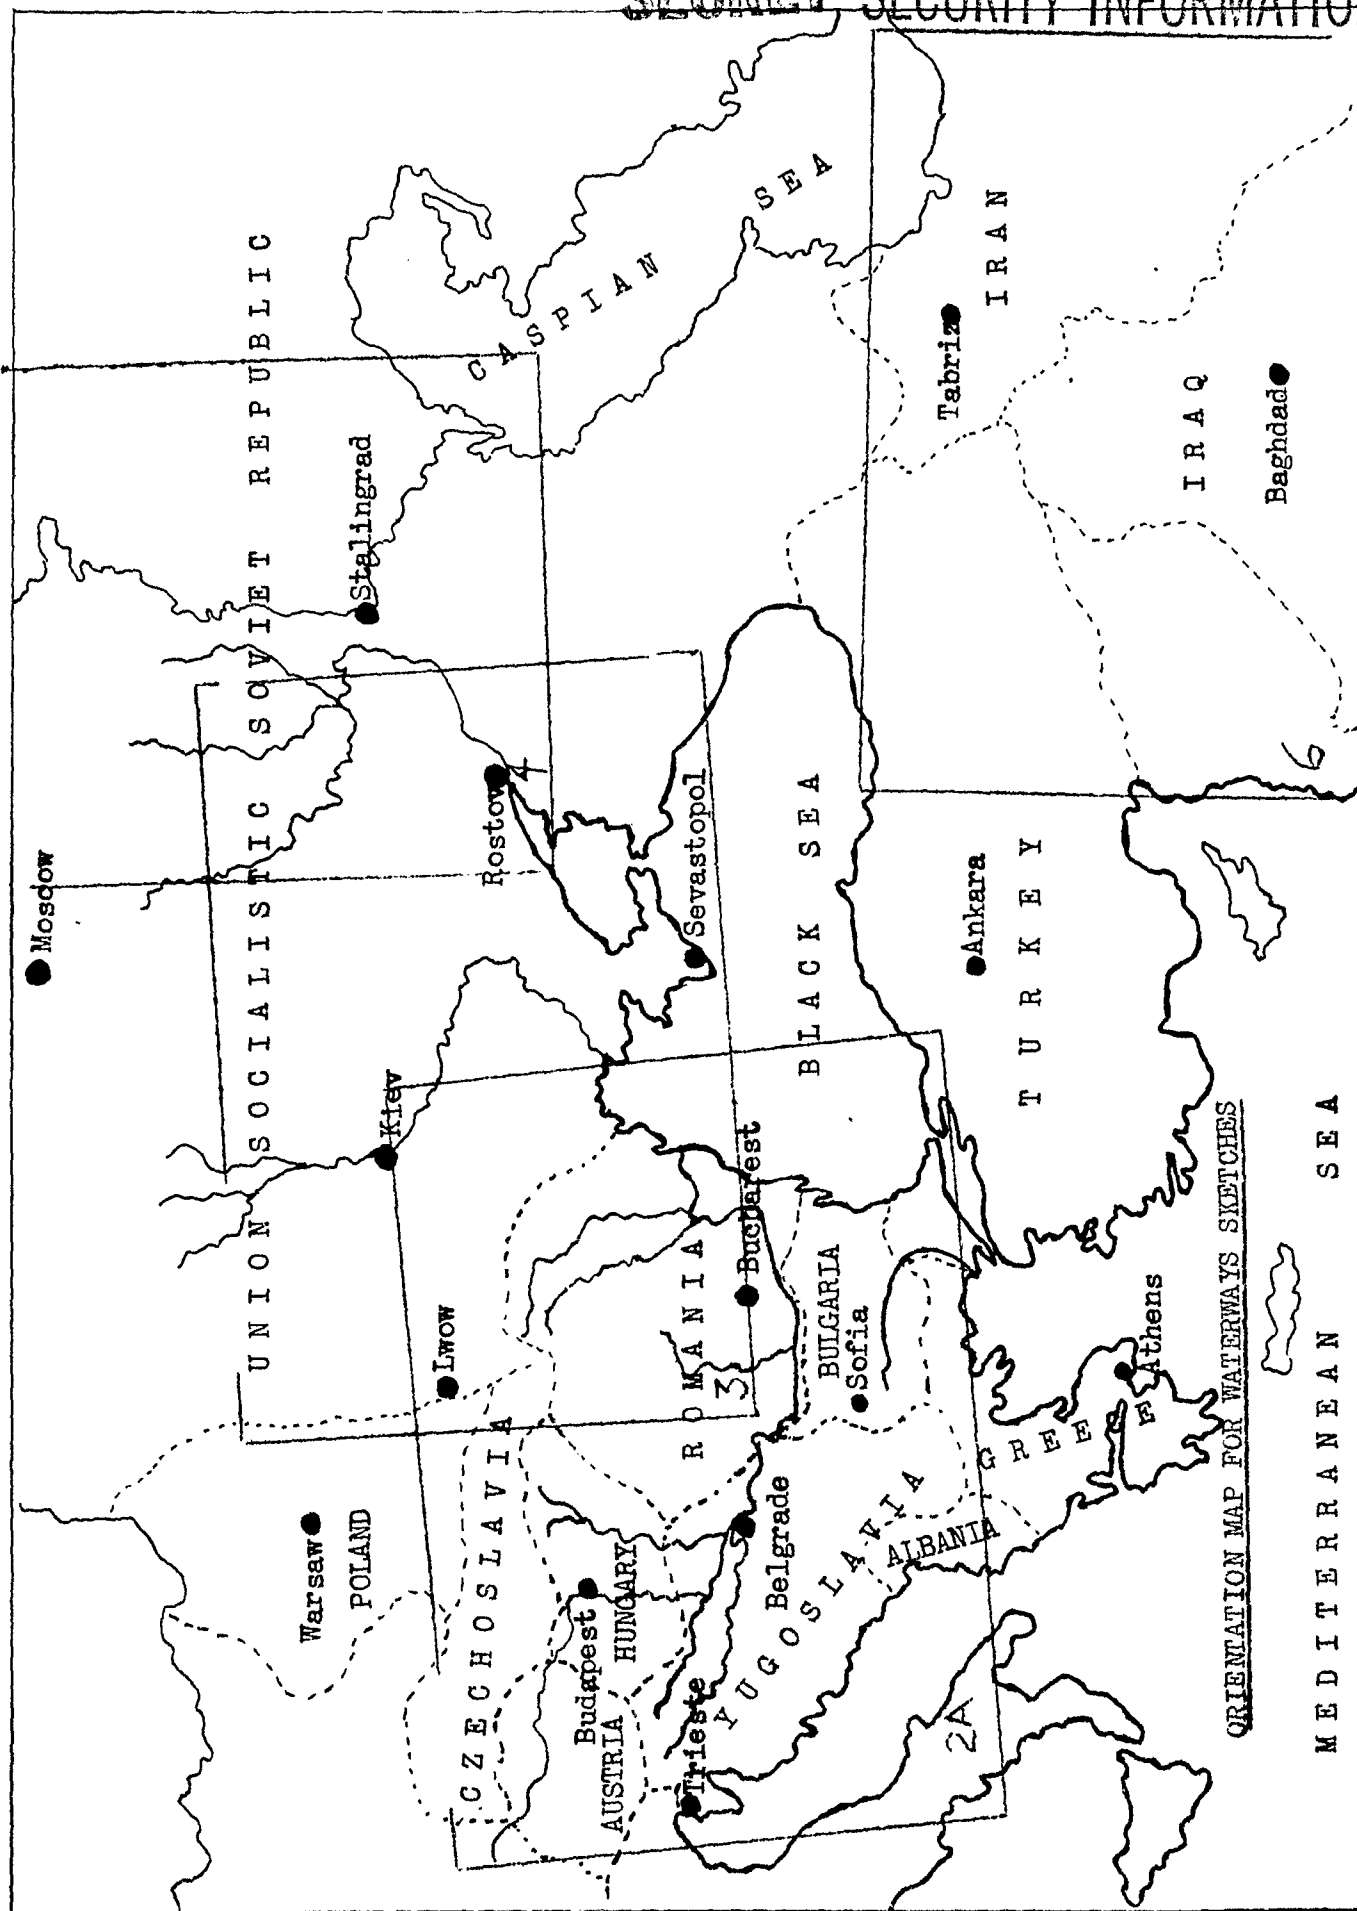 SECRET SECURITY INFORMATIO
Moscow
UNION SOCIALISTIC SOVIET REPUBLIC
Stalingrad
Kiev
Warsaw
POLAND
Lwow
Rostow
4
CASPIAN SEA
CZECHOSLAVIA
Budapest
HUNGARY
AUSTRIA
ROMANIA
3
Bucharest
Sevastopol
Trieste
Belgrade
YUGOSLAVIA
BULGARIA
Sofia
BLACK SEA
ALBANIA
2A
GREE E
Athens
Ankara
TURKEY
Tabriz
IRAN
IRAQ
Baghdad
6
ORIENTATION MAP FOR WATERWAYS SKETCHES
MEDITERRANEAN SEA